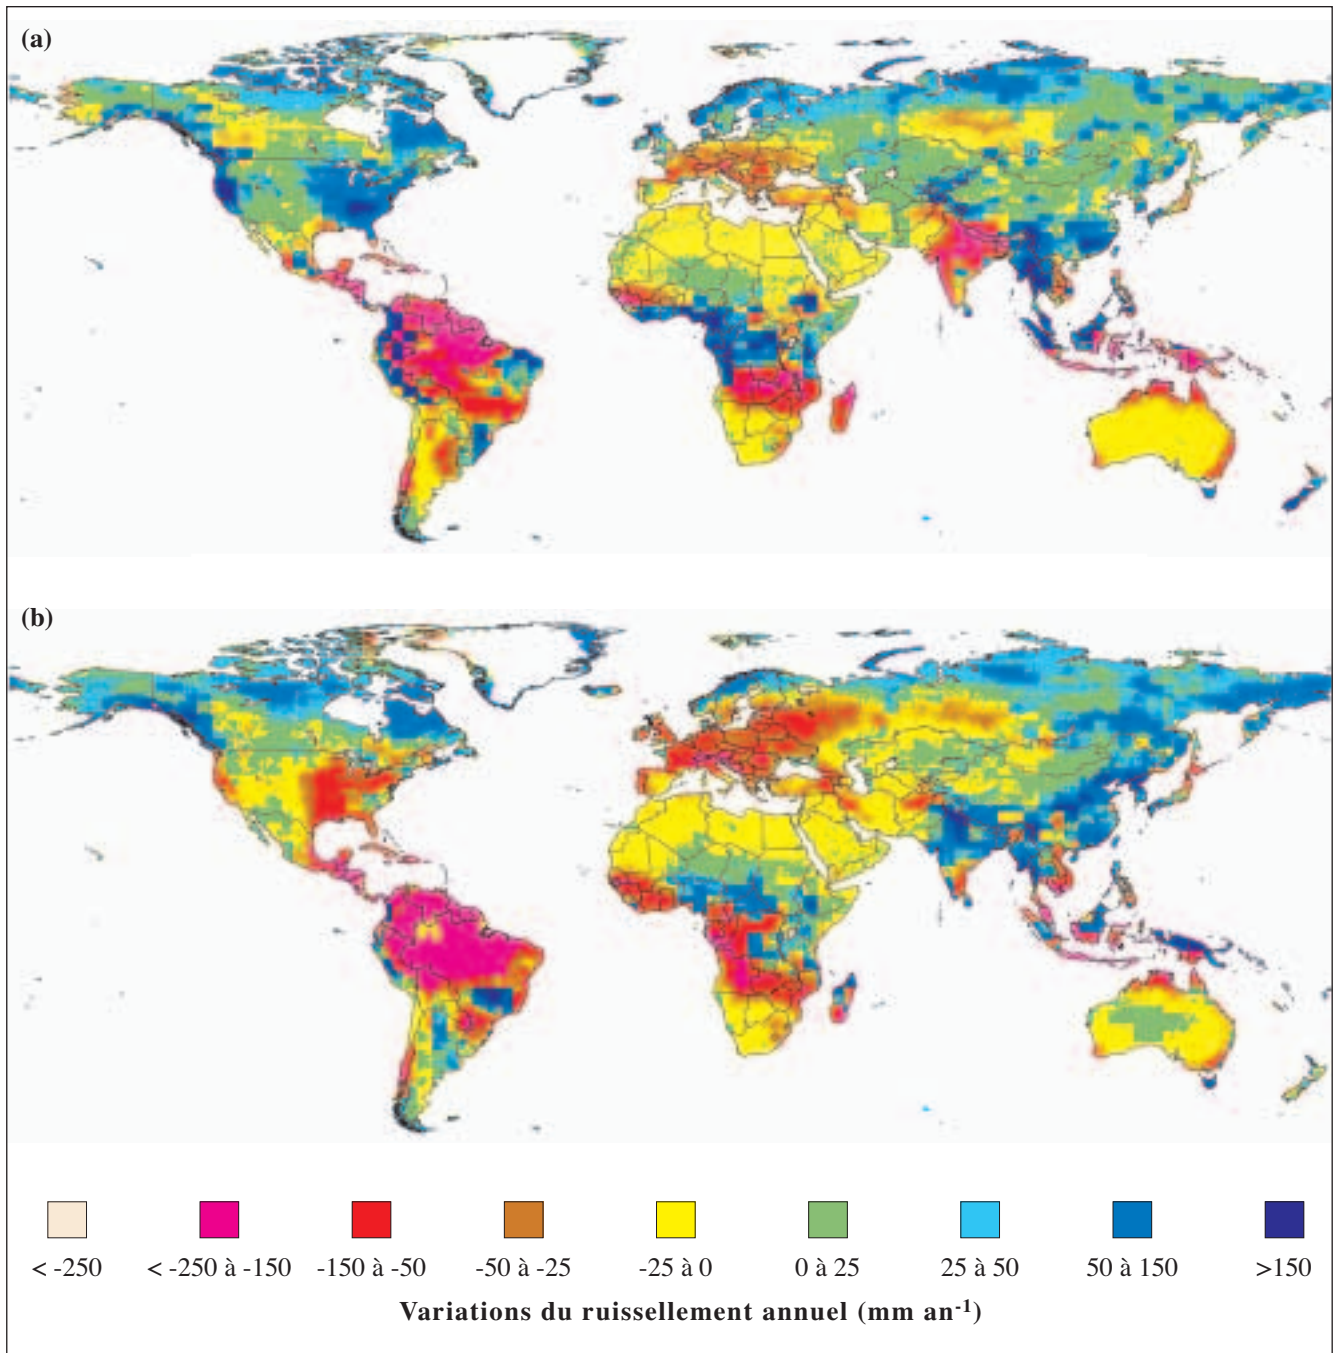 (a)
(b)
< -250
< -250 à -150
-150 à -50
-50 à -25
-25 à 0
0 à 25
25 à 50
50 à 150
>150
Variations du ruissellement annuel (mm an-1)